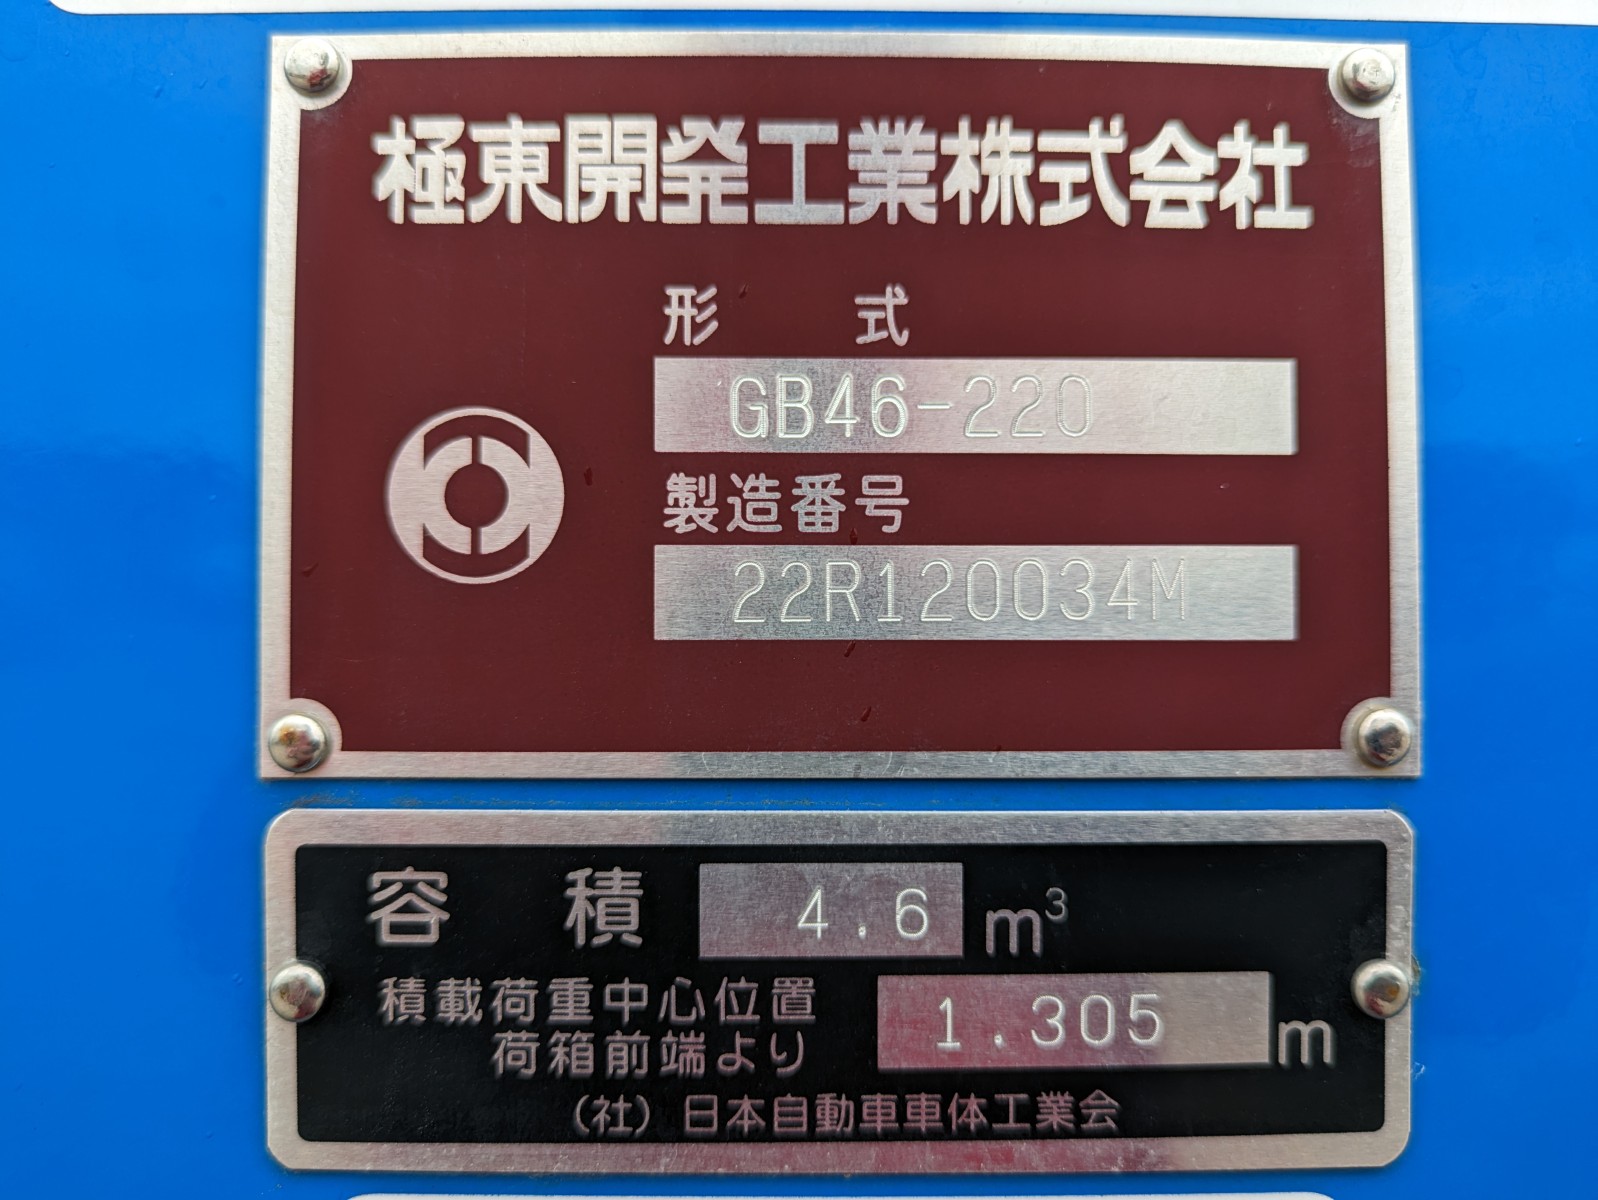 極東開発工業株式会社
形 式
GB46-220
製造番号
22R120034M
容 積 4.6 m³
積載荷重中心位置
荷箱前端より 1.305 m
(社) 日本自動車車体工業会